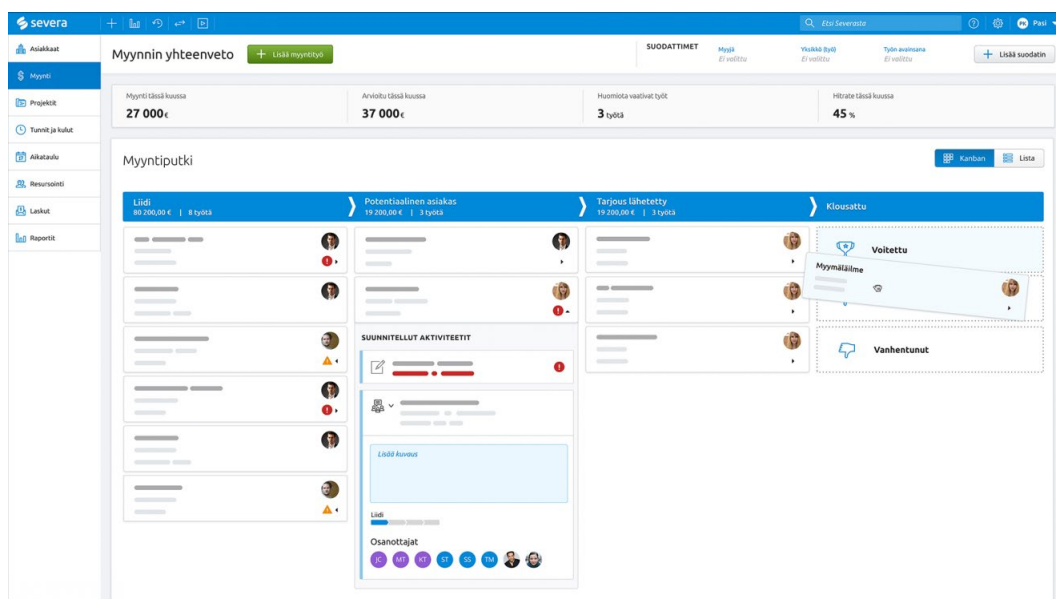 severa
Etsi Severasta
PK Pasi
Asiakkaat
Myynti
Projektit
Tunnit ja kulut
Aikataulu
Resursointi
Laskut
Raportit
Myynnin yhteenveto
+ Lisää myyntityö
SUODATTIMET
Myyjä
Ei valittu
Yksikkö (työ)
Ei valittu
Työn avainsana
Ei valittu
+ Lisää suodatin
Myynti tässä kuussa
27 000 €
Arvioitu tässä kuussa
37 000 €
Huomiota vaativat työt
3 työtä
Hitrate tässä kuussa
45 %
Myyntiputki
Kanban
Lista
Liidi
80 200,00 € | 8 työtä
Potentiaalinen asiakas
19 200,00 € | 3 työtä
Tarjous lähetetty
19 200,00 € | 3 työtä
Klousattu
Voitettu
Myymäläilme
Vanhentunut
SUUNNITELLUT AKTIVITEETIT
Lisää kuvaus
Liidi
Osanottajat
JC MT KT ST SS TM